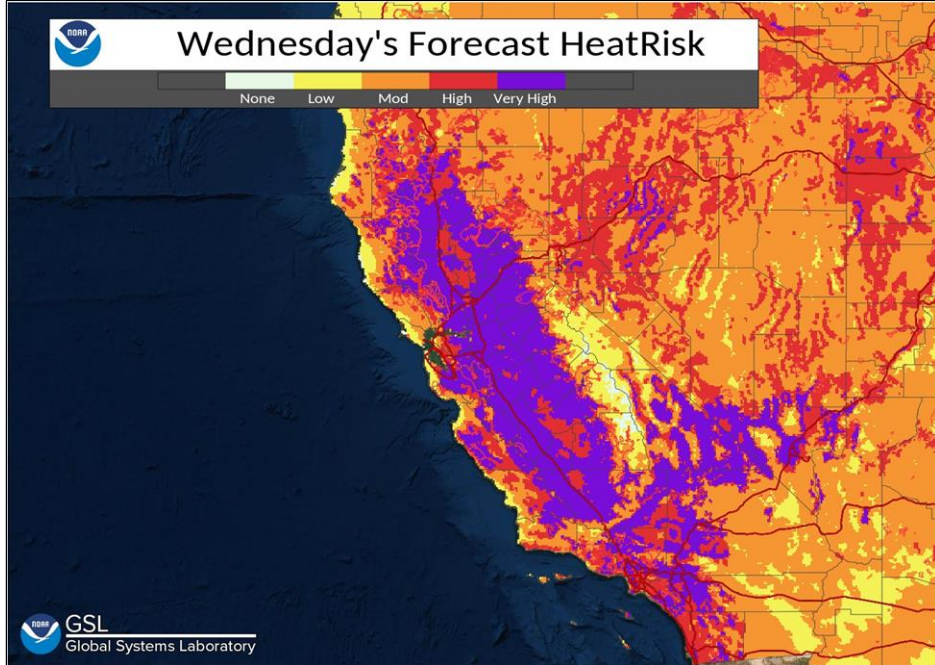 NOAA
Wednesday's Forecast HeatRisk
None Low Mod High Very High
NOAA
GSL
Global Systems Laboratory